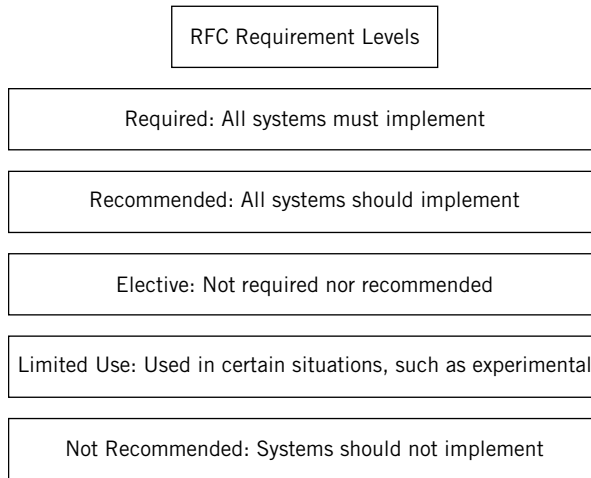 RFC Requirement Levels
Required: All systems must implement
Recommended: All systems should implement
Elective: Not required nor recommended
Limited Use: Used in certain situations, such as experimental
Not Recommended: Systems should not implement